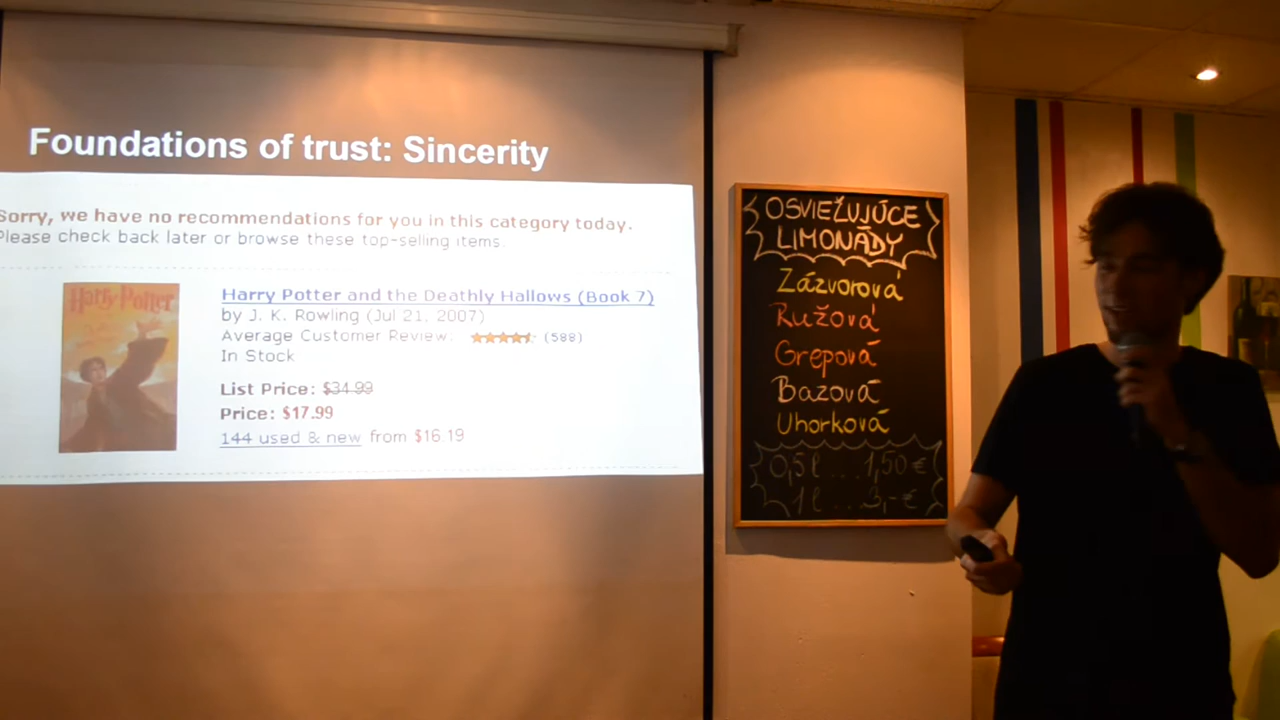 Foundations of trust: Sincerity
Sorry, we have no recommendations for you in this category today.
Please check back later or browse these top-selling items.
Harry Potter
Harry Potter and the Deathly Hallows (Book 7)
by J. K. Rowling (Jul 21, 2007)
Average Customer Review: (588)
In Stock
List Price: $34.99
Price: $17.99
144 used & new from $16.19
OSVIEŽUJÚCE
LIMONÁDY
Zázvorová
Ružová
Grepová
Bazová
Uhorková
0,5l...1,50€
1l...3,-€